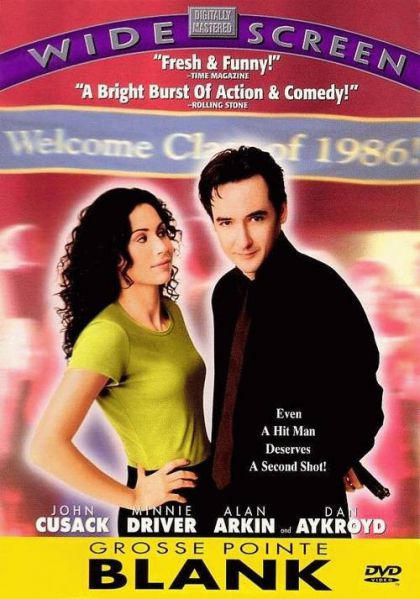 DIGITALLY
MASTERED
WIDE SCREEN
"Fresh & Funny!"
–TIME MAGAZINE
"A Bright Burst Of Action & Comedy!"
–ROLLING STONE
Welcome Class of 1986!
Even
A Hit Man
Deserves
A Second Shot!
JOHN CUSACK
MINNIE DRIVER
ALAN ARKIN
and
DAN AYKROYD
GROSSE POINTE
BLANK
DVD
VIDEO